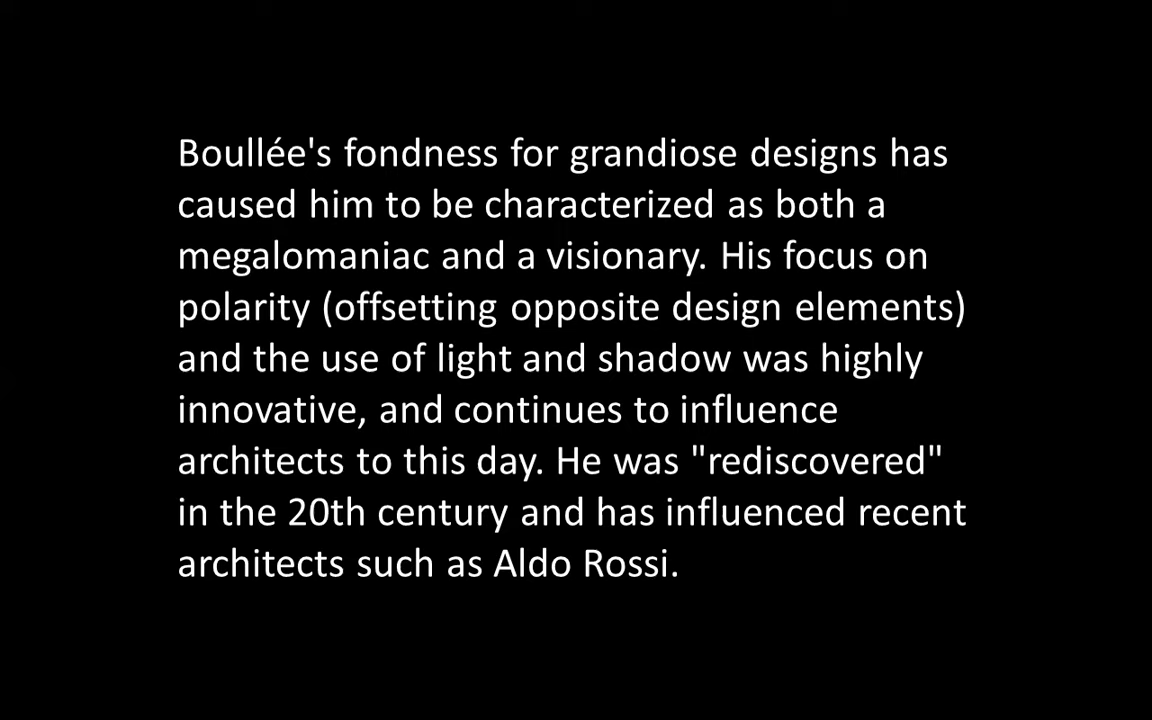 Boullée's fondness for grandiose designs has
caused him to be characterized as both a
megalomaniac and a visionary. His focus on
polarity (offsetting opposite design elements)
and the use of light and shadow was highly
innovative, and continues to influence
architects to this day. He was "rediscovered"
in the 20th century and has influenced recent
architects such as Aldo Rossi.